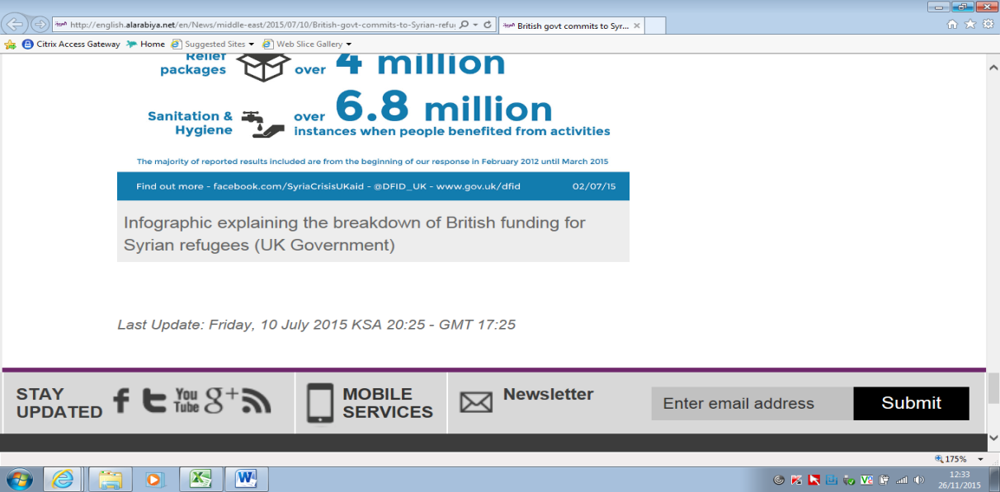 http://english.alarabiya.net/en/News/middle-east/2015/07/10/British-govt-commits-to-Syrian-refu
British govt commits to Syr...
Citrix Access Gateway Home Suggested Sites Web Slice Gallery
Relief packages over 4 million
Sanitation & Hygiene over 6.8 million
instances when people benefited from activities
The majority of reported results included are from the beginning of our response in February 2012 until March 2015
Find out more - facebook.com/SyriaCrisisUKaid - @DFID_UK - www.gov.uk/dfid 02/07/15
Infographic explaining the breakdown of British funding for
Syrian refugees (UK Government)
Last Update: Friday, 10 July 2015 KSA 20:25 - GMT 17:25
STAY UPDATED
You Tube g+
MOBILE SERVICES
Newsletter
Enter email address Submit
175%
12:33
26/11/2015